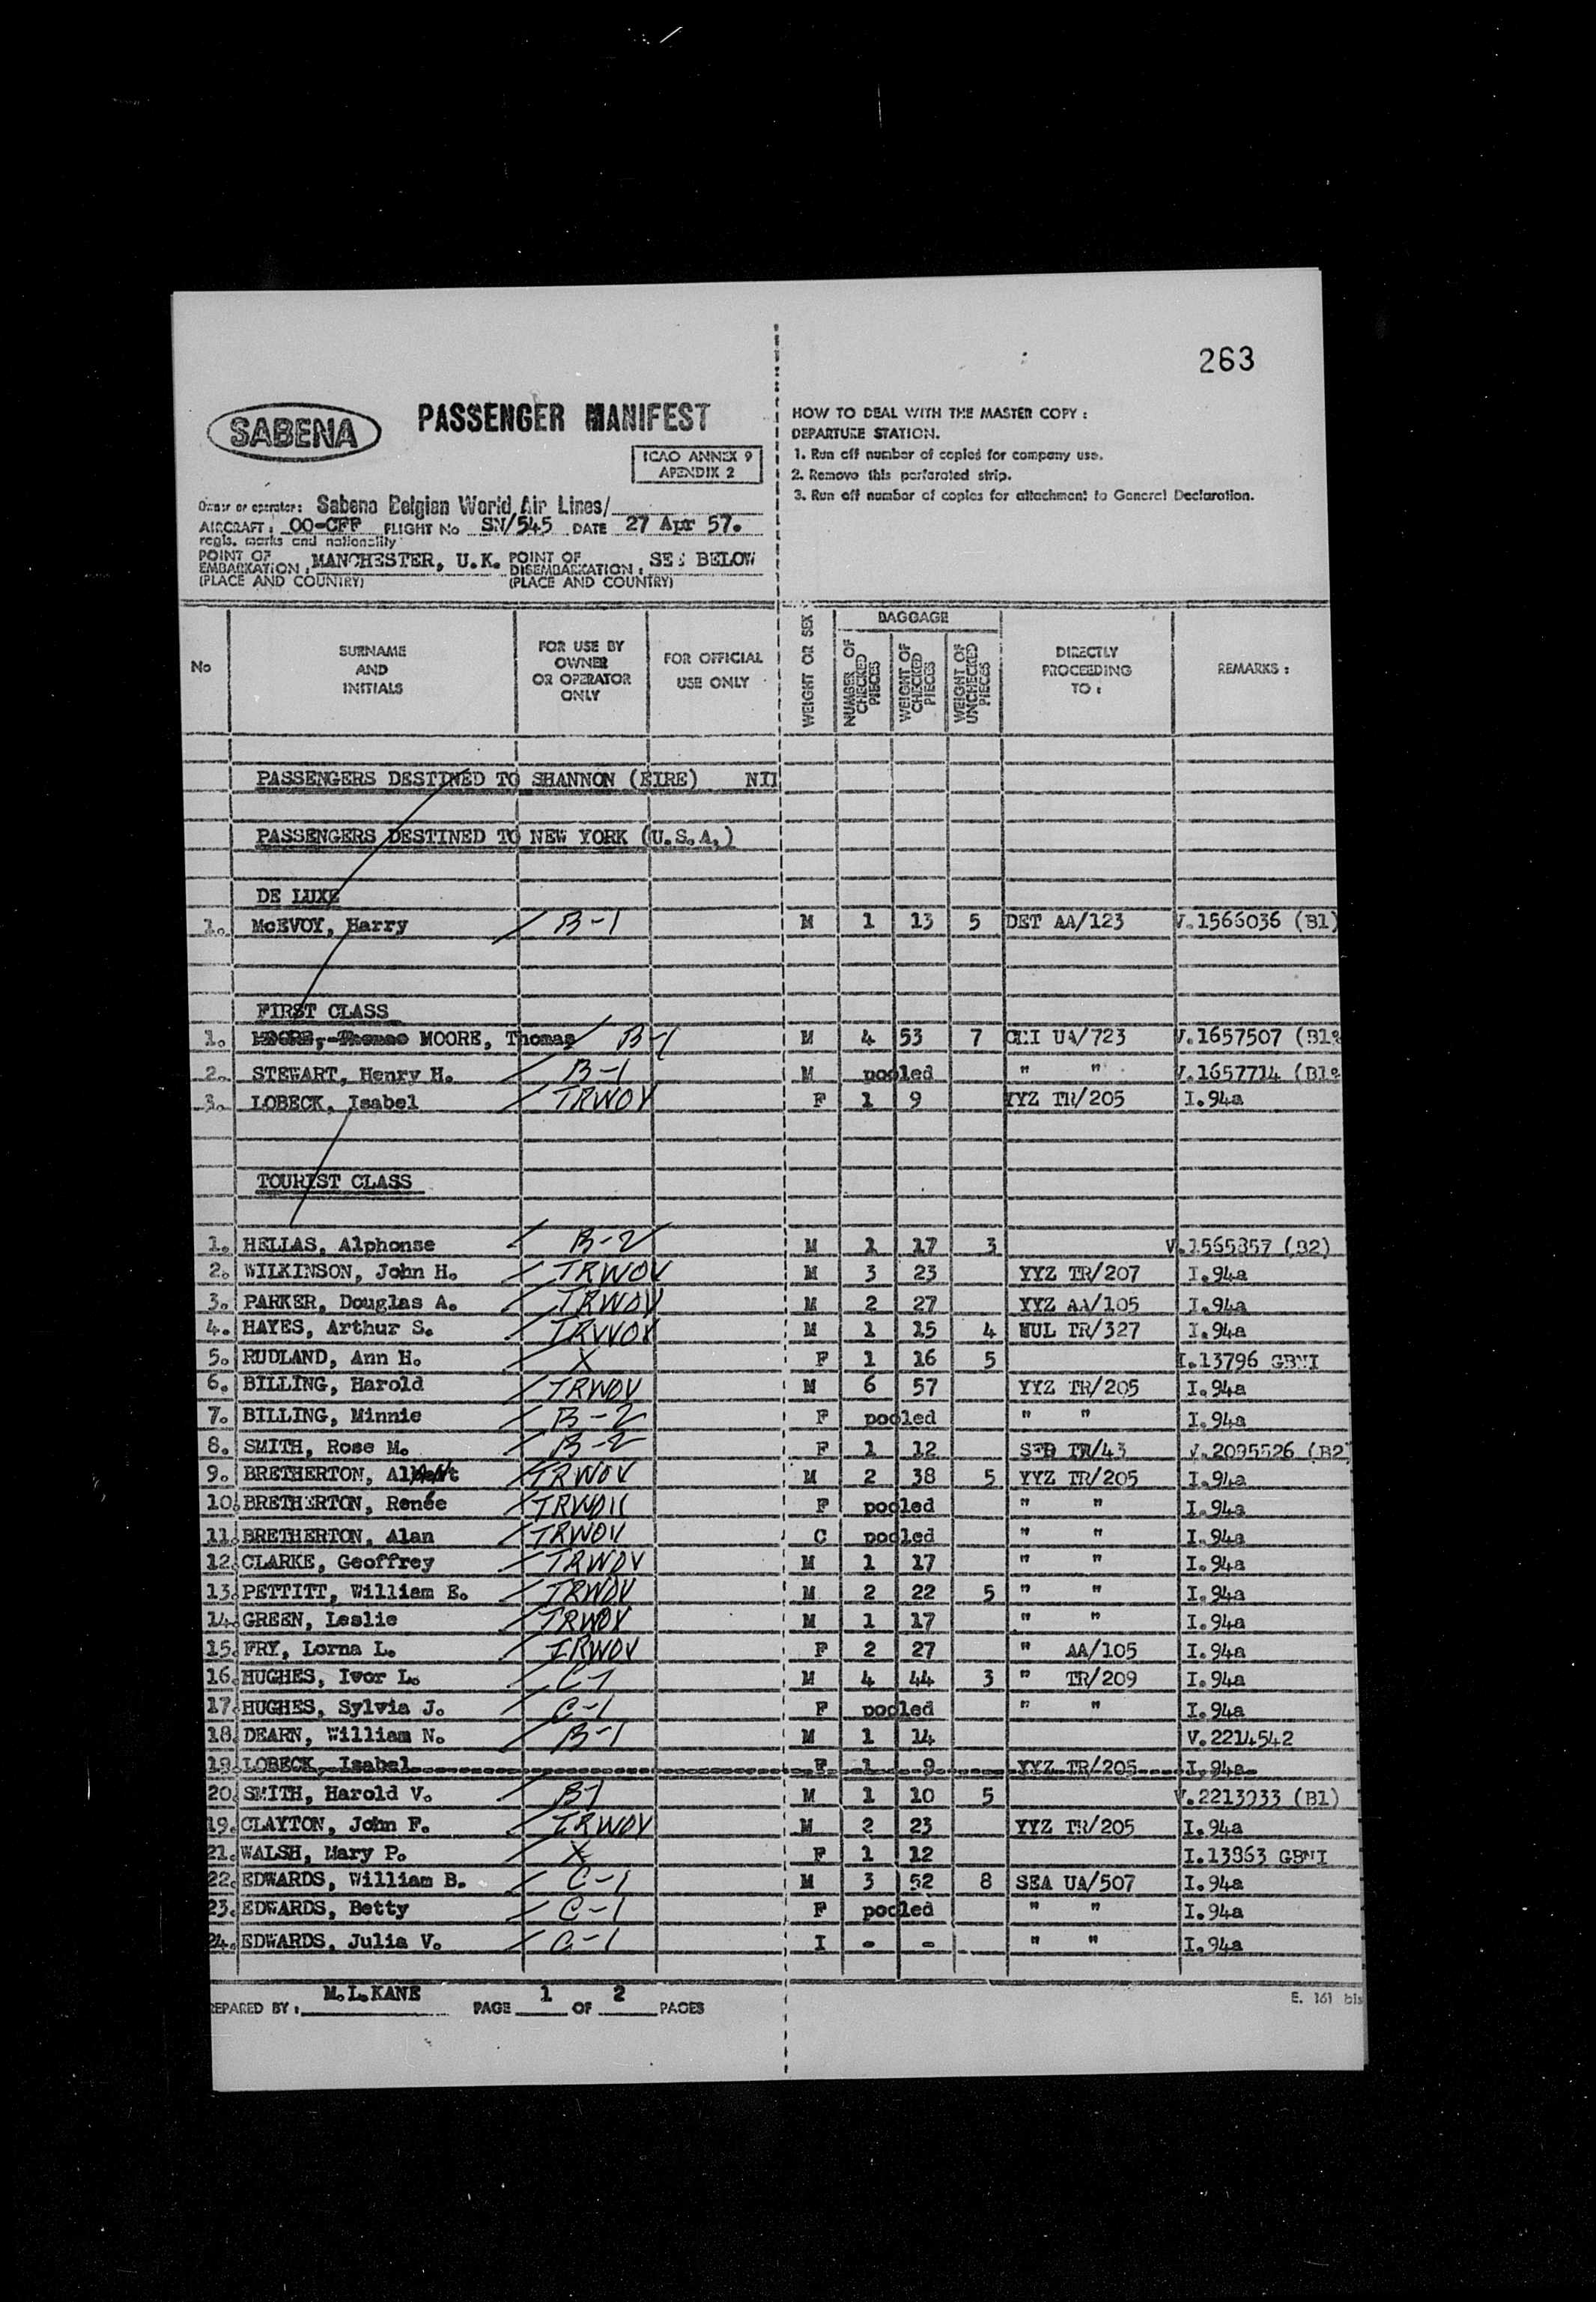 263
SABENA
PASSENGER MANIFEST
ICAO ANNEX 9
APENDIX 2
HOW TO DEAL WITH THE MASTER COPY :
DEPARTURE STATION.
1. Run off number of copies for company use.
2. Remove this perforated strip.
3. Run off number of copies for attachment to General Declaration.
Owner or operator: Sabena Belgian World Air Lines/
AIRCRAFT : OO-CFF FLIGHT No SN/545 DATE 27 Apr 57.
regis. marks and nationality
POINT OF EMBARKATION : MANCHESTER, U.K. POINT OF DISEMBARKATION : SEE BELOW
(PLACE AND COUNTRY) (PLACE AND COUNTRY)
No SURNAME AND INITIALS FOR USE BY OWNER OR OPERATOR ONLY FOR OFFICIAL USE ONLY WEIGHT OR SEX BAGGAGE NUMBER OF CHECKED PIECES WEIGHT OF CHECKED PIECES WEIGHT OF UNCHECKED PIECES DIRECTLY PROCEEDING TO : REMARKS :
PASSENGERS DESTINED TO SHANNON (EIRE) NIL
PASSENGERS DESTINED TO NEW YORK (U.S.A.)
DE LUXE
1. McEVOY, Harry B-1 M 1 13 5 DET AA/123 V.1566036 (B1)
FIRST CLASS
1. MOORE, Thomas B-1 M 4 53 7 CHI UA/723 V.1657507 (B1
2. STEWART, Henry H. B-1 M pooled " " V.1657714 (B1
3. LOBECK, Isabel TRWOV F 1 9 YYZ TR/205 I.94a
TOURIST CLASS
1. HELLAS, Alphonse B-2 M 1 17 3 V.1565857 (B2)
2. WILKINSON, John H. TRWOV M 3 23 YYZ TR/207 I.94a
3. PARKER, Douglas A. TRWOV M 2 27 YYZ AA/105 I.94a
4. HAYES, Arthur S. TRWOV M 1 15 4 TR/327 I.94a
5. RUDLAND, Ann H. X F 1 16 5 I.13796 GBNI
6. BILLING, Harold TRWOV M 6 57 YYZ TR/205 I.94a
7. BILLING, Minnie B-2 F pooled " " I.94a
8. SMITH, Rose M. B-2 F 1 12 TW/43 V.2095526 (B2
9. BRETHERTON, Albert TRWOV M 2 38 5 YYZ TR/205 I.94a
10. BRETHERTON, Renée TRWOV F pooled " " I.94a
11. BRETHERTON, Alan TRWOV C pooled " " I.94a
12. CLARKE, Geoffrey TRWOV M 1 17 " " I.94a
13. PETTITT, William E. TRWOV M 2 22 5 " " I.94a
14. GREEN, Leslie TRWOV M 1 17 " " I.94a
15. FRY, Lorna L. TRWOV F 2 27 " AA/105 I.94a
16. HUGHES, Ivor L. C-1 M 4 44 3 " TR/209 I.94a
17. HUGHES, Sylvia J. C-1 F pooled " " I.94a
18. DEARN, William N. B-1 M 1 14 V.2214542
19. LOBECK, Isabel F 1 9 YYZ TR/205 I.94a
20. SMITH, Harold V. B-1 M 1 10 5 V.2213933 (B1)
19. CLAYTON, John F. TRWOV M 2 23 YYZ TR/205 I.94a
21. WALSH, Mary P. X F 1 12 I.13863 GBNI
22. EDWARDS, William B. C-1 M 3 52 8 SEA UA/507 I.94a
23. EDWARDS, Betty C-1 F pooled " " I.94a
24. EDWARDS, Julia V. C-1 I - - " " I.94a
REPARED BY : M.L.KANE PAGE 1 OF 2 PAGES
E. 161 bis